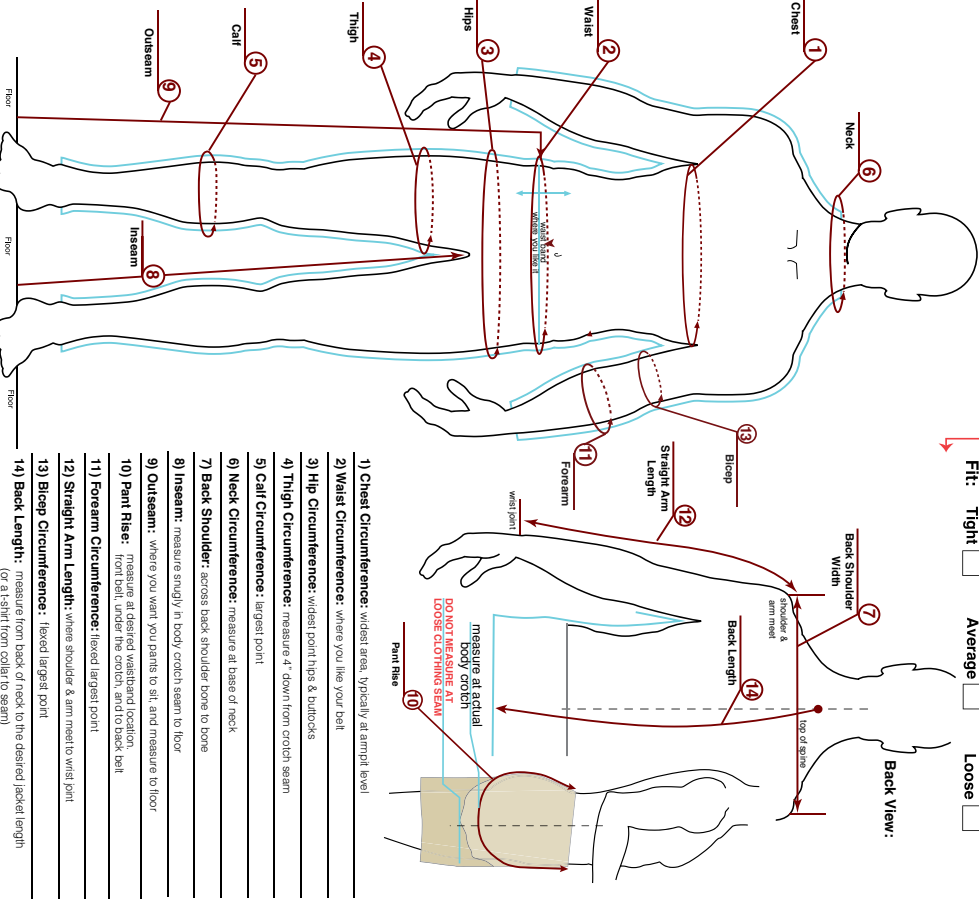 Fit: Tight Average Loose
Chest
1
Waist
2
Hips
3
Thigh
4
Calf
5
Outseam
9
Neck
6
waist band
where you like it
Inseam
8
Floor
Floor
Floor
Bicep
13
Forearm
11
Back View:
Back Shoulder
Width
7
Straight Arm
Length
12
wrist joint
shoulder &
arm meet
top of spine
Back Length
14
measure at actual
body crotch
DO NOT MEASURE AT
LOOSE CLOTHING SEAM
Pant Rise
10
1) Chest Circumference: widest area, typically at armpit level
2) Waist Circumference: where you like your belt
3) Hip Circumference: widest point hips & buttocks
4) Thigh Circumference: measure 4" down from crotch seam
5) Calf Circumference: largest point
6) Neck Circumference: measure at base of neck
7) Back Shoulder: across back shoulder bone to bone
8) Inseam: measure snugly in body crotch seam to floor
9) Outseam: where you want you pants to sit, and measure to floor
10) Pant Rise: measure at desired waistband location.
front belt, under the crotch, and to back belt
11) Forearm Circumference: flexed largest point
12) Straight Arm Length: where shoulder & arm meet to wrist joint
13) Bicep Circumference: flexed largest point
14) Back Length: measure from back of neck to the desired jacket length
(or a t-shirt from collar to seam)